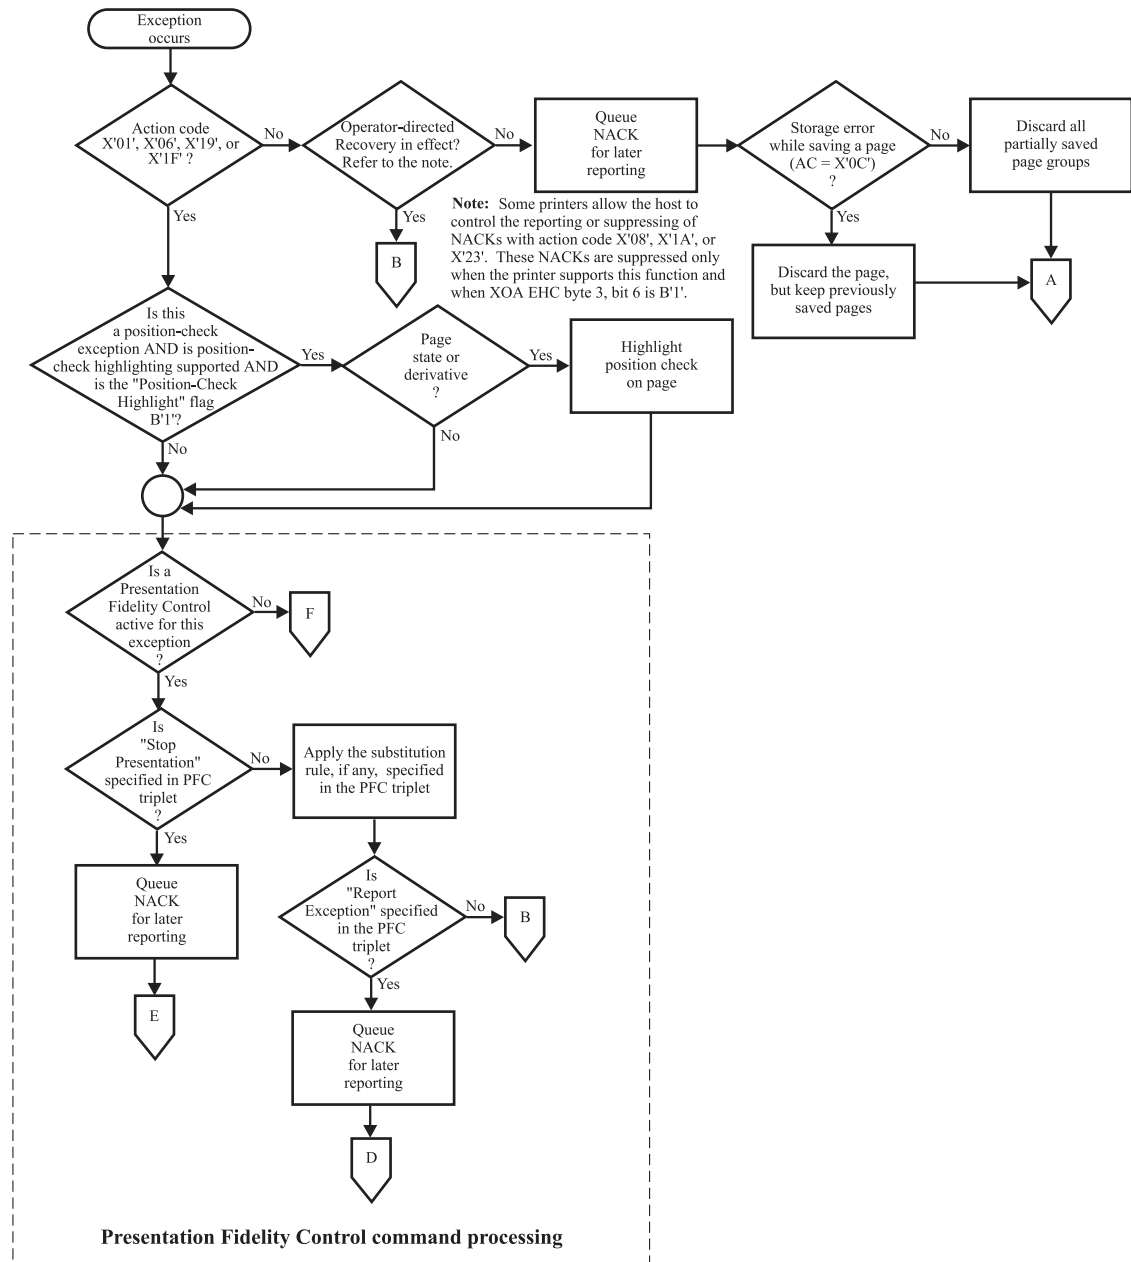 Exception
occurs
Action code
X'01', X'06', X'19', or
X'1F' ?
No
Yes
Operator-directed
Recovery in effect?
Refer to the note.
No
Yes
B
Queue
NACK
for later
reporting
Storage error
while saving a page
(AC = X'0C')
?
No
Yes
Discard all
partially saved
page groups
Note: Some printers allow the host to
control the reporting or suppressing of
NACKs with action code X'08', X'1A', or
X'23'. These NACKs are suppressed only
when the printer supports this function and
when XOA EHC byte 3, bit 6 is B'1'.
Discard the page,
but keep previously
saved pages
A
Is this
a position-check
exception AND is position-
check highlighting supported AND
is the "Position-Check
Highlight" flag
B'1'?
Yes
No
Page
state or
derivative
?
Yes
No
Highlight
position check
on page
Is a
Presentation
Fidelity Control
active for this
exception
?
No
F
Yes
Is
"Stop
Presentation"
specified in PFC
triplet
?
No
Yes
Apply the substitution
rule, if any, specified
in the PFC triplet
Queue
NACK
for later
reporting
E
Is
"Report
Exception" specified
in the PFC
triplet
?
No
B
Yes
Queue
NACK
for later
reporting
D
Presentation Fidelity Control command processing